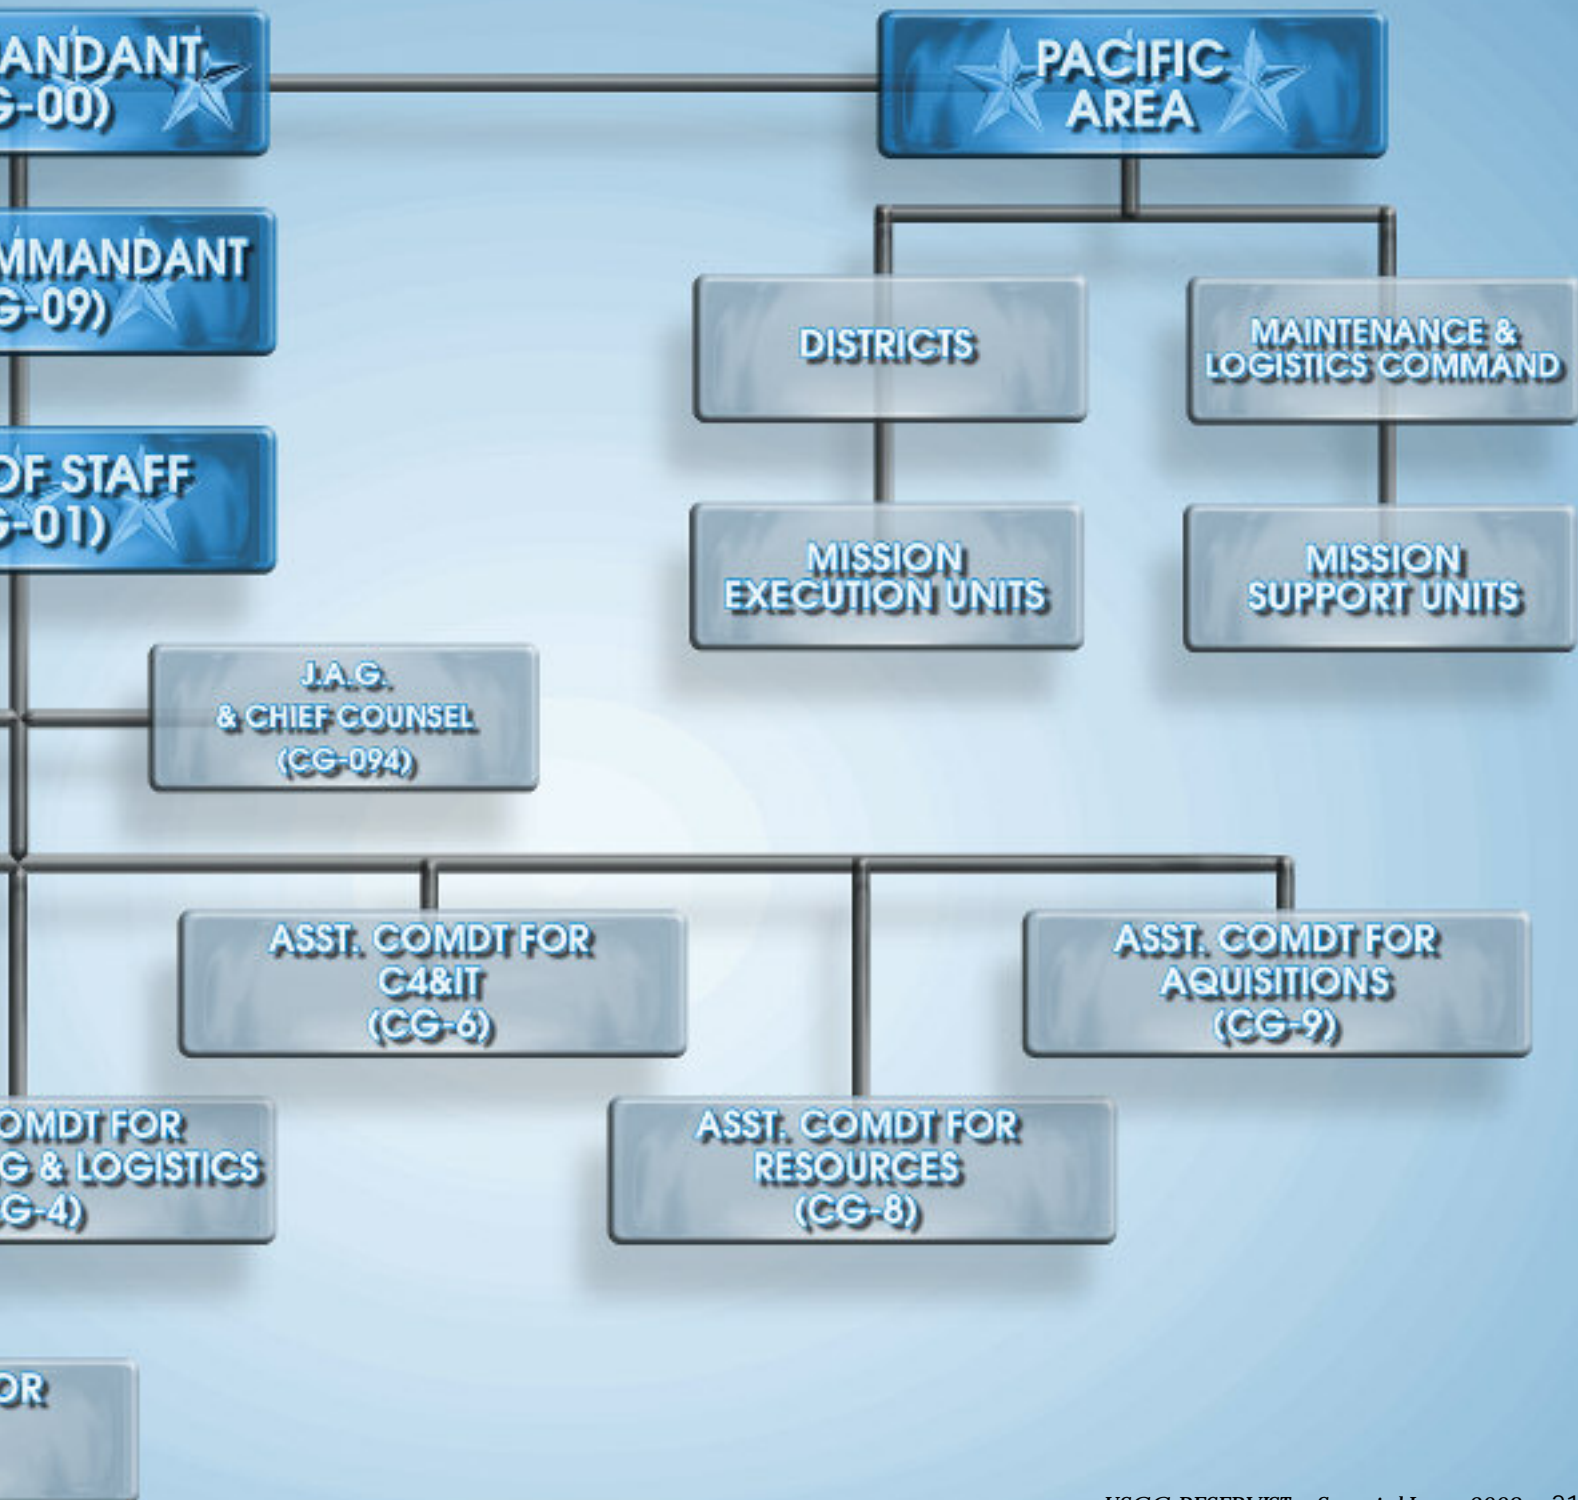 ANDANT
G-00)
PACIFIC
AREA
MMANDANT
G-09)
DISTRICTS
MAINTENANCE &
LOGISTICS COMMAND
OF STAFF
G-01)
MISSION
EXECUTION UNITS
MISSION
SUPPORT UNITS
J.A.G.
& CHIEF COUNSEL
(CG-094)
ASST. COMDT FOR
C4&IT
(CG-6)
ASST. COMDT FOR
AQUISITIONS
(CG-9)
OMDT FOR
G & LOGISTICS
G-4)
ASST. COMDT FOR
RESOURCES
(CG-8)
OR